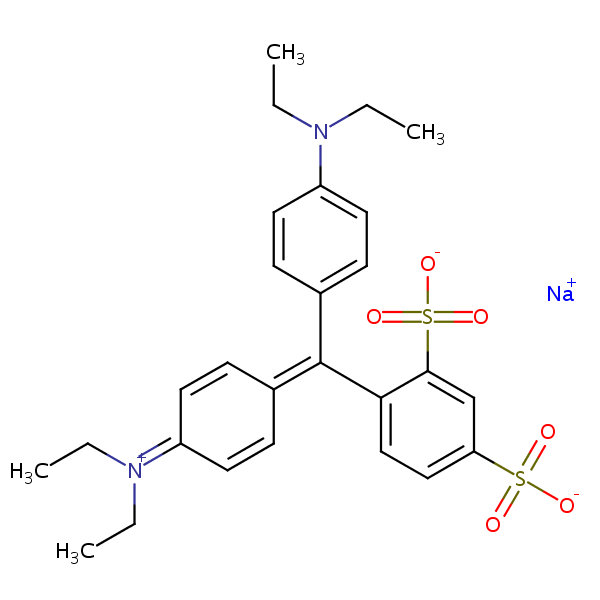 CH3
N
CH3
O-
Na+
O S O
O
H3C N+
S
O-
O
H3C